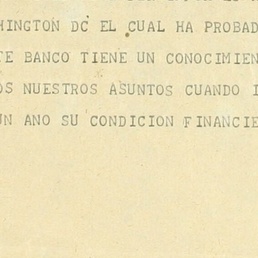 HINGTON DC EL CUAL HA PROBAD
TE BANCO TIENE UN CONOCIMIEN
OS NUESTROS ASUNTOS CUANDO I
UN ANO SU CONDICION FINANCIE